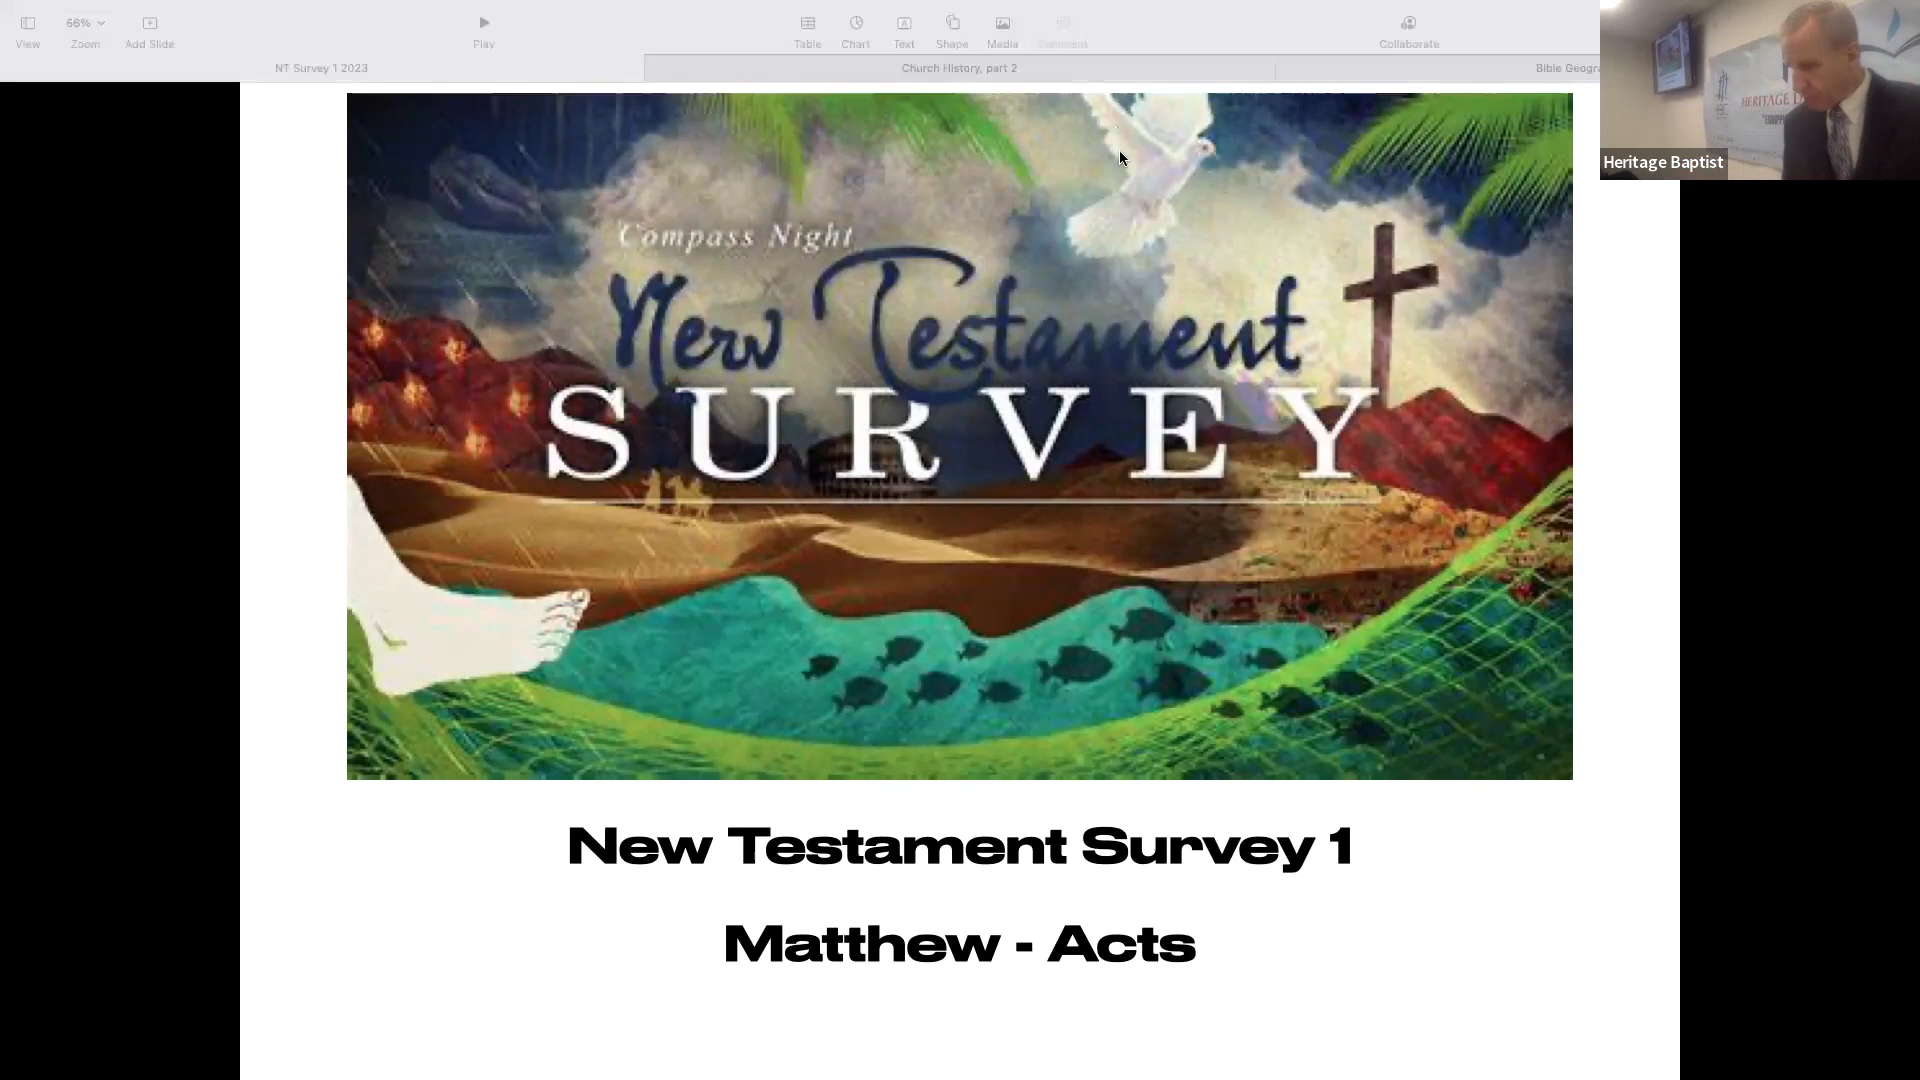 View
66%
Zoom
Add Slide
Play
Table
Chart
Text
Shape
Media
Comment
Collaborate
NT Survey 1 2023
Church History, part 2
Bible Geogra
HERITAGE
Heritage Baptist
Compass Night
New Testament
SURVEY
New Testament Survey 1
Matthew - Acts